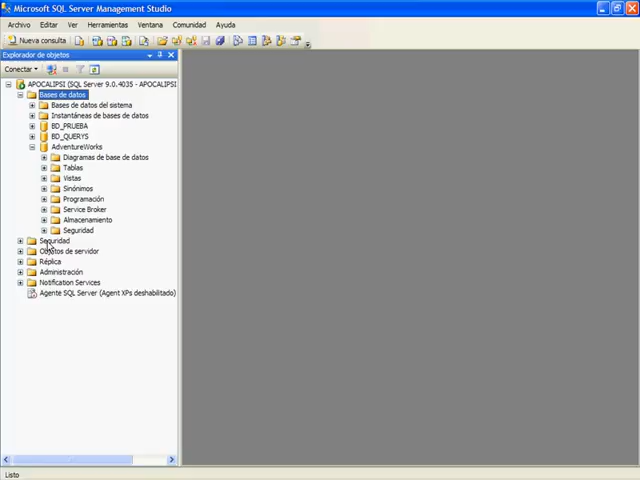 Microsoft SQL Server Management Studio
Archivo Editar Ver Herramientas Ventana Comunidad Ayuda
Nueva consulta
Explorador de objetos
Conectar
APOCALIPSI (SQL Server 9.0.4035 - APOCALIPSI
Bases de datos
Bases de datos del sistema
Instantáneas de bases de datos
BD_PRUEBA
BD_QUERYS
AdventureWorks
Diagramas de base de datos
Tablas
Vistas
Sinónimos
Programación
Service Broker
Almacenamiento
Seguridad
Seguridad
Objetos de servidor
Réplica
Administración
Notification Services
Agente SQL Server (Agent XPs deshabilitado)
Listo